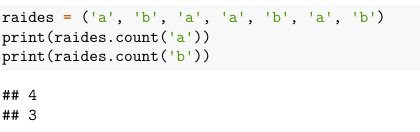 raides = ('a', 'b', 'a', 'a', 'b', 'a', 'b')
print(raides.count('a'))
print(raides.count('b'))
## 4
## 3